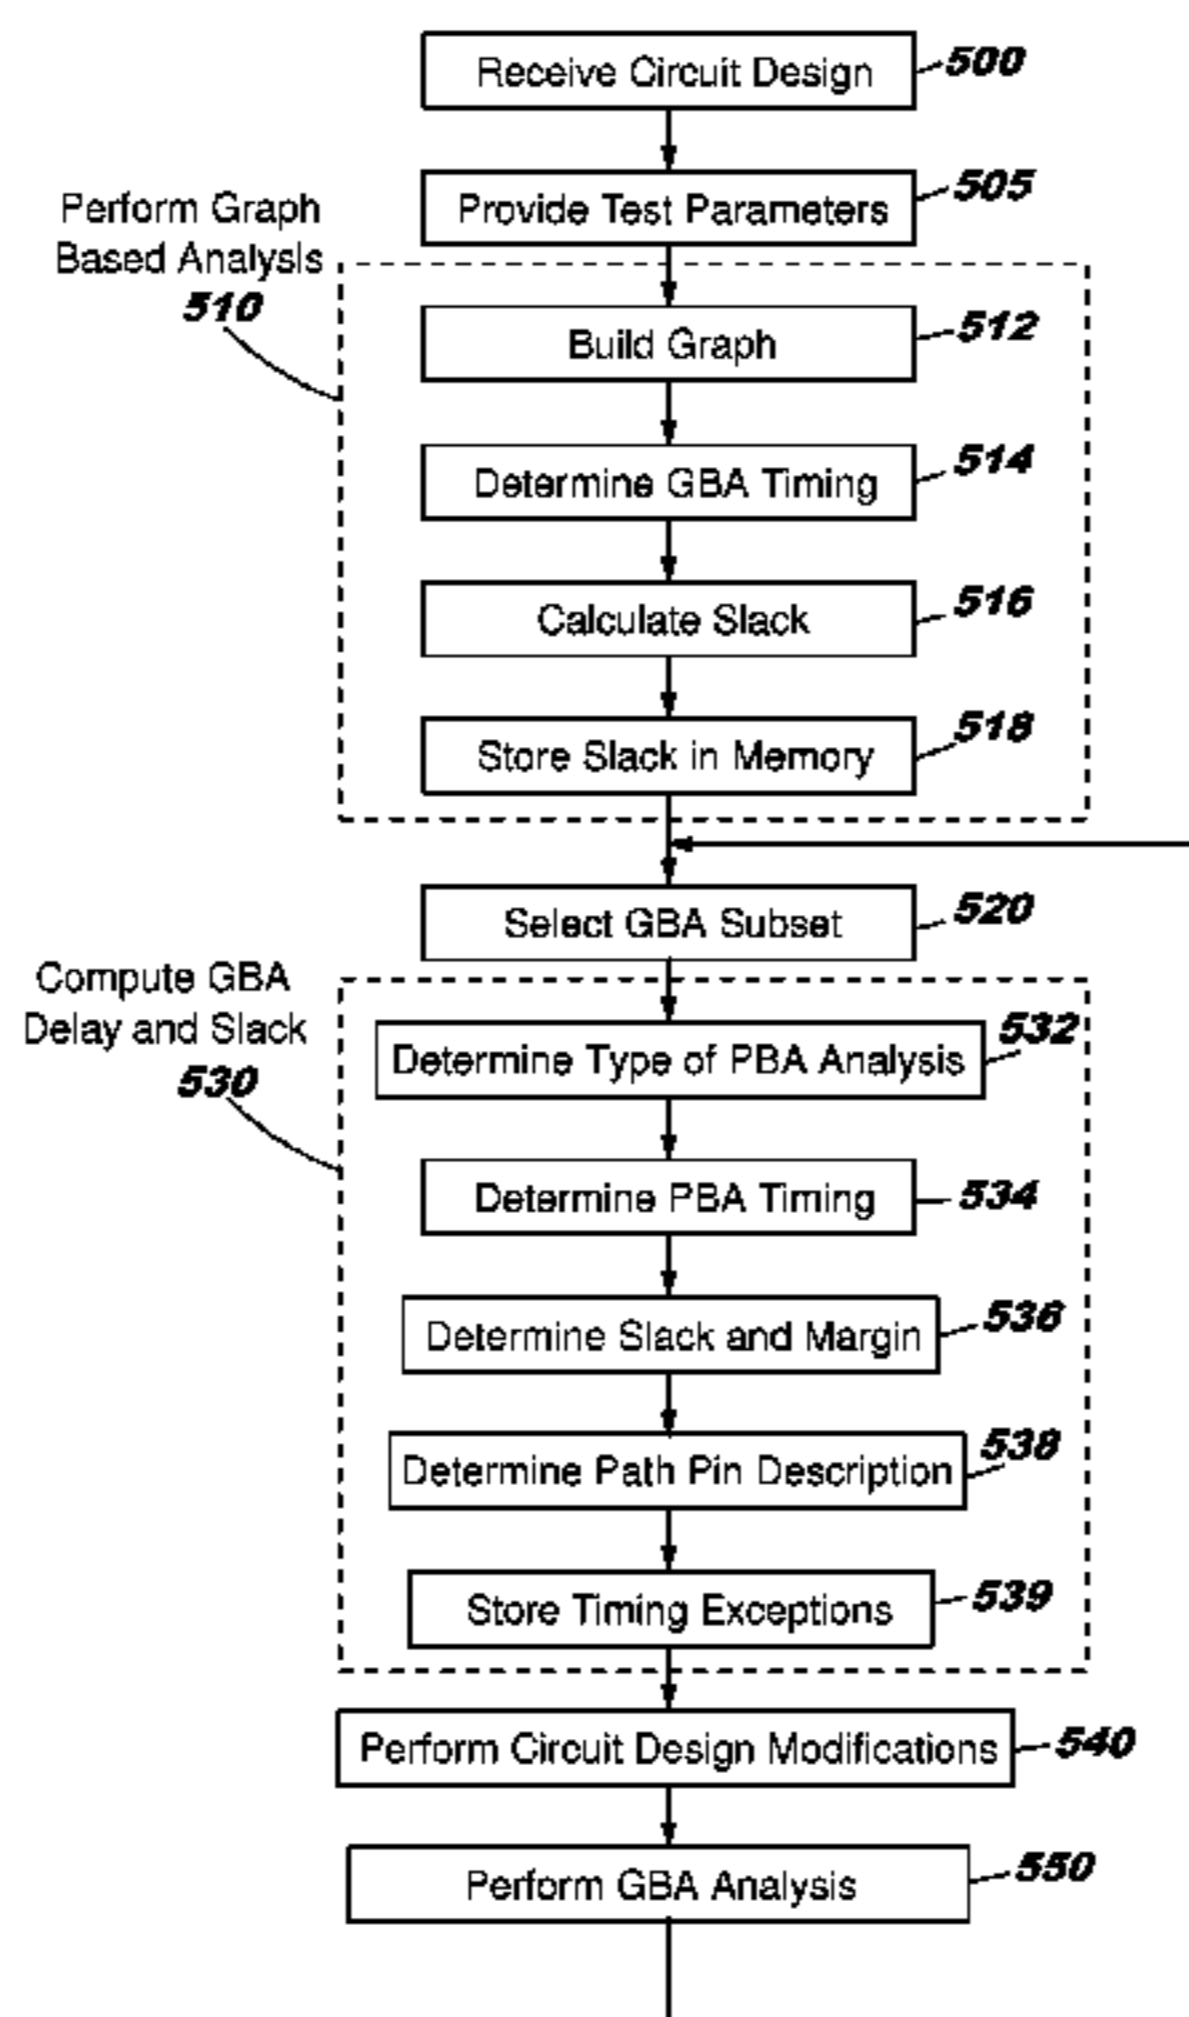 Receive Circuit Design
500
Provide Test Parameters
505
Perform Graph
Based Analysis
510
Build Graph
512
Determine GBA Timing
514
Calculate Slack
516
Store Slack in Memory
518
Select GBA Subset
520
Compute GBA
Delay and Slack
530
Determine Type of PBA Analysis
532
Determine PBA Timing
534
Determine Slack and Margin
536
Determine Path Pin Description
538
Store Timing Exceptions
539
Perform Circuit Design Modifications
540
Perform GBA Analysis
550